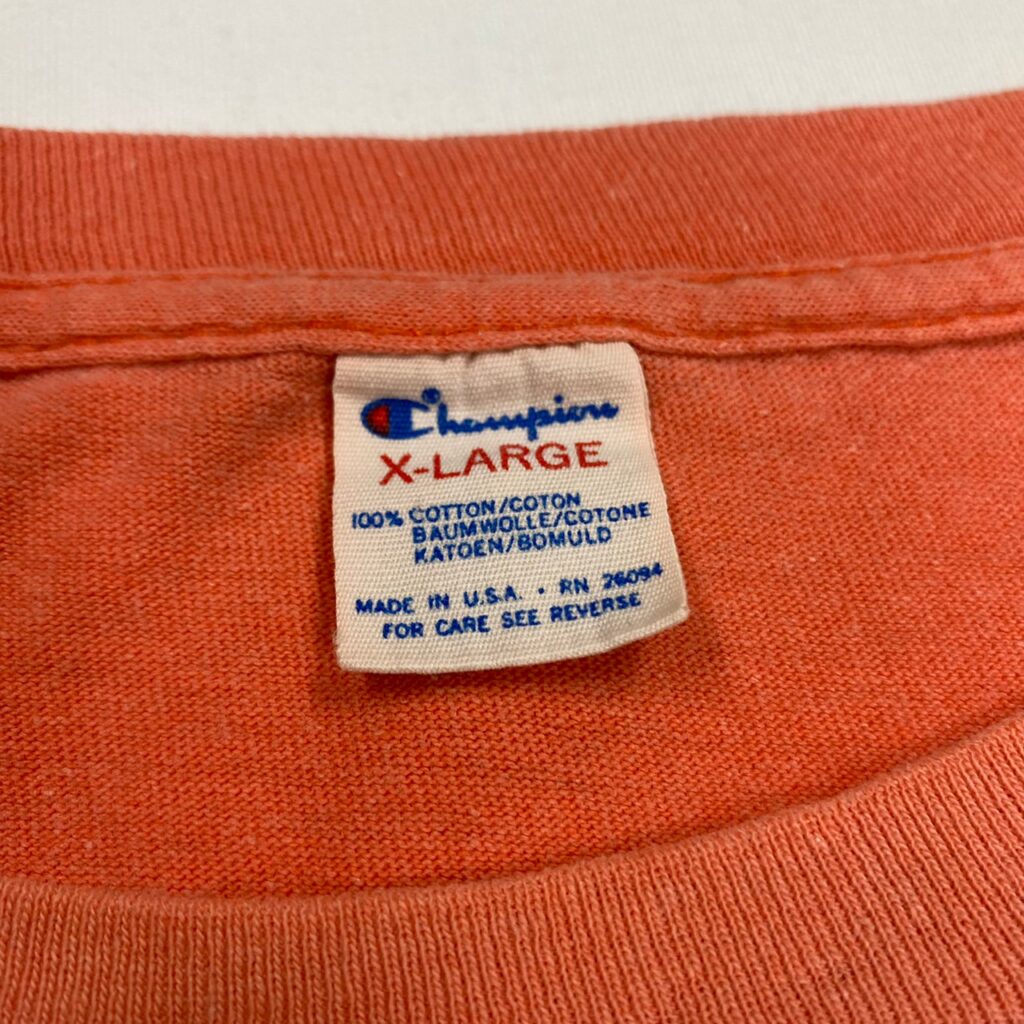 Champion®
X-LARGE
100% COTTON/COTON
BAUMWOLLE/COTONE
KATOEN/BOMULD
MADE IN U.S.A. • RN 26094
FOR CARE SEE REVERSE